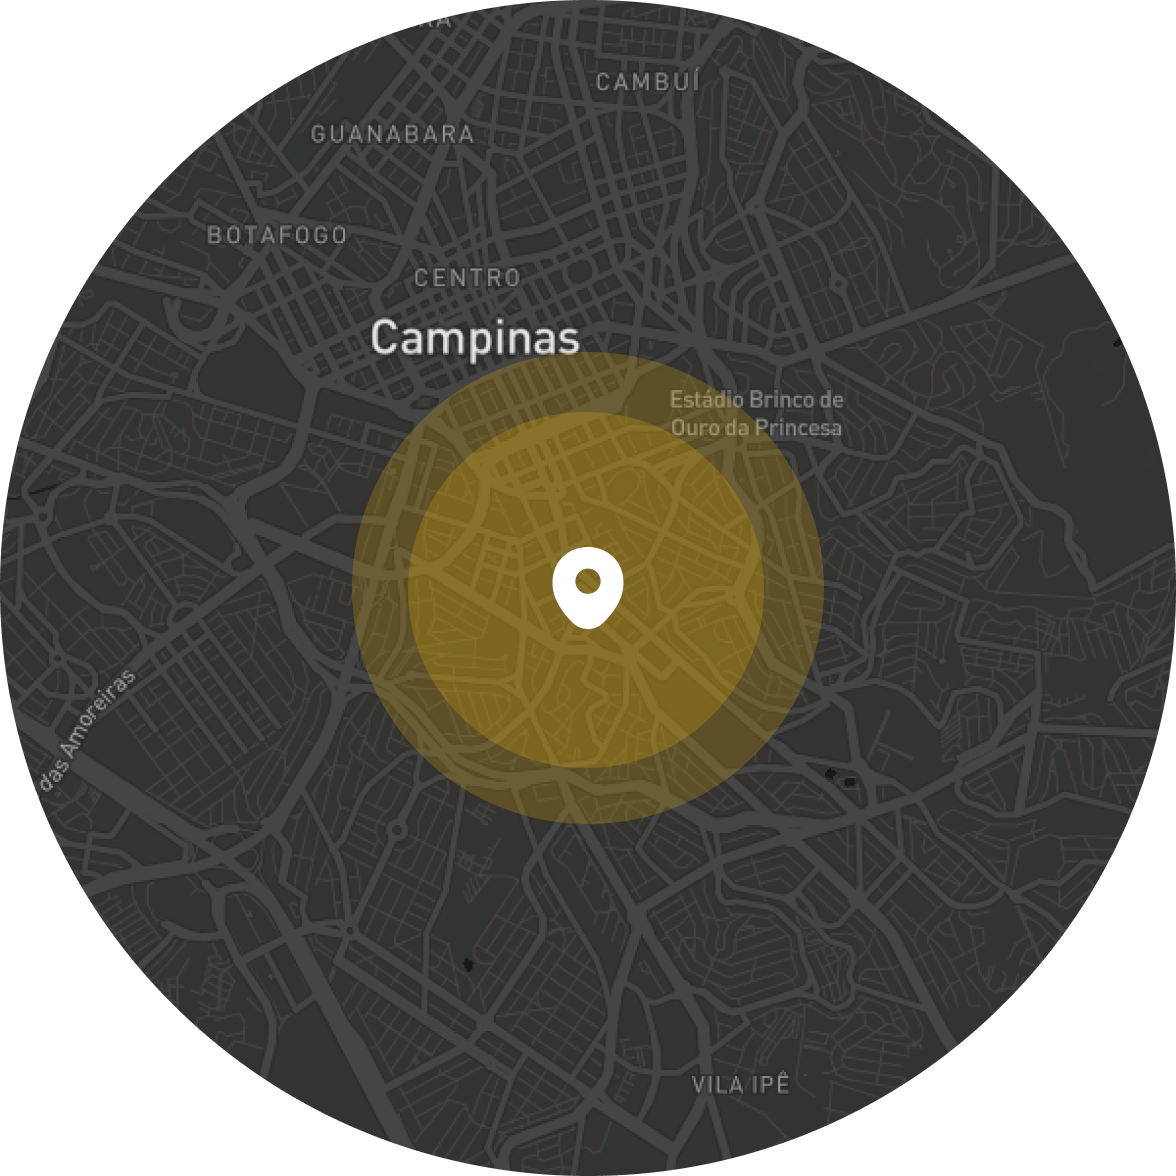 CAMBUÍ
GUANABARA
BOTAFOGO
CENTRO
Campinas
Estádio Brinco de
Ouro da Princesa
das Amoreiras
VILA IPÊ